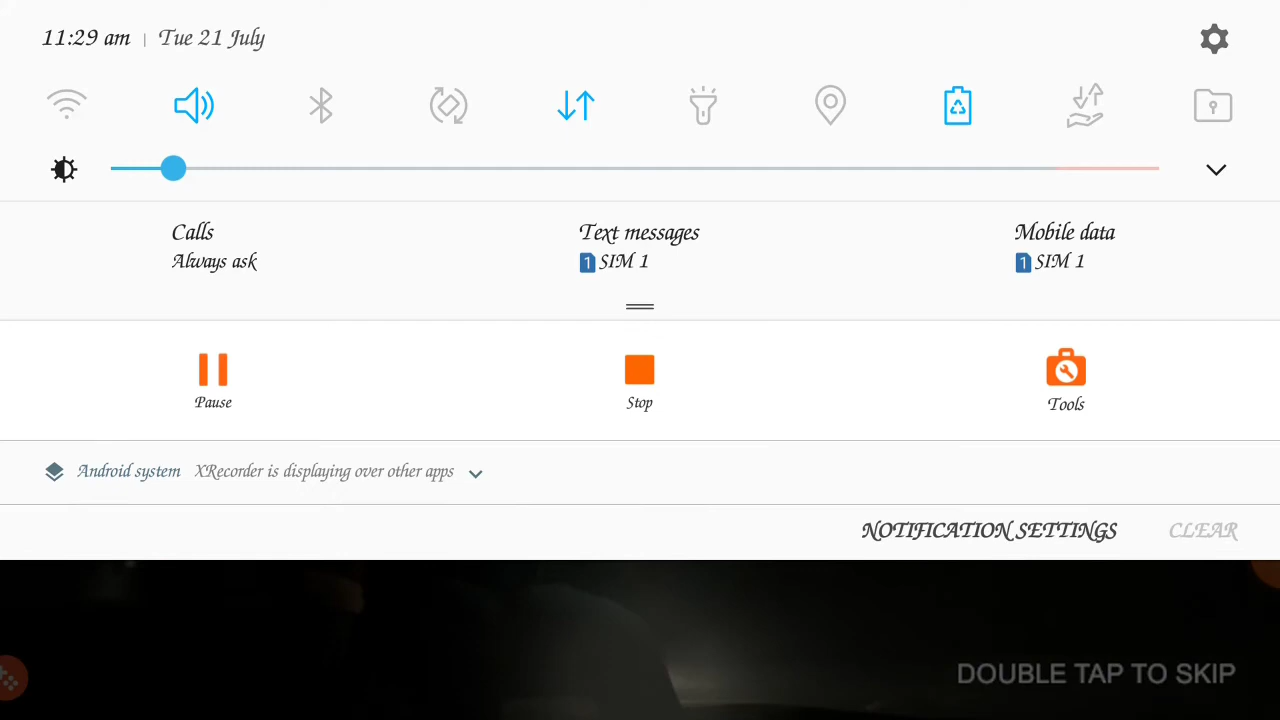 11:29 am | Tue 21 July
Calls
Always ask
Text messages
1 SIM 1
Mobile data
1 SIM 1
Pause
Stop
Tools
Android system XRecorder is displaying over other apps
NOTIFICATION SETTINGS CLEAR
DOUBLE TAP TO SKIP